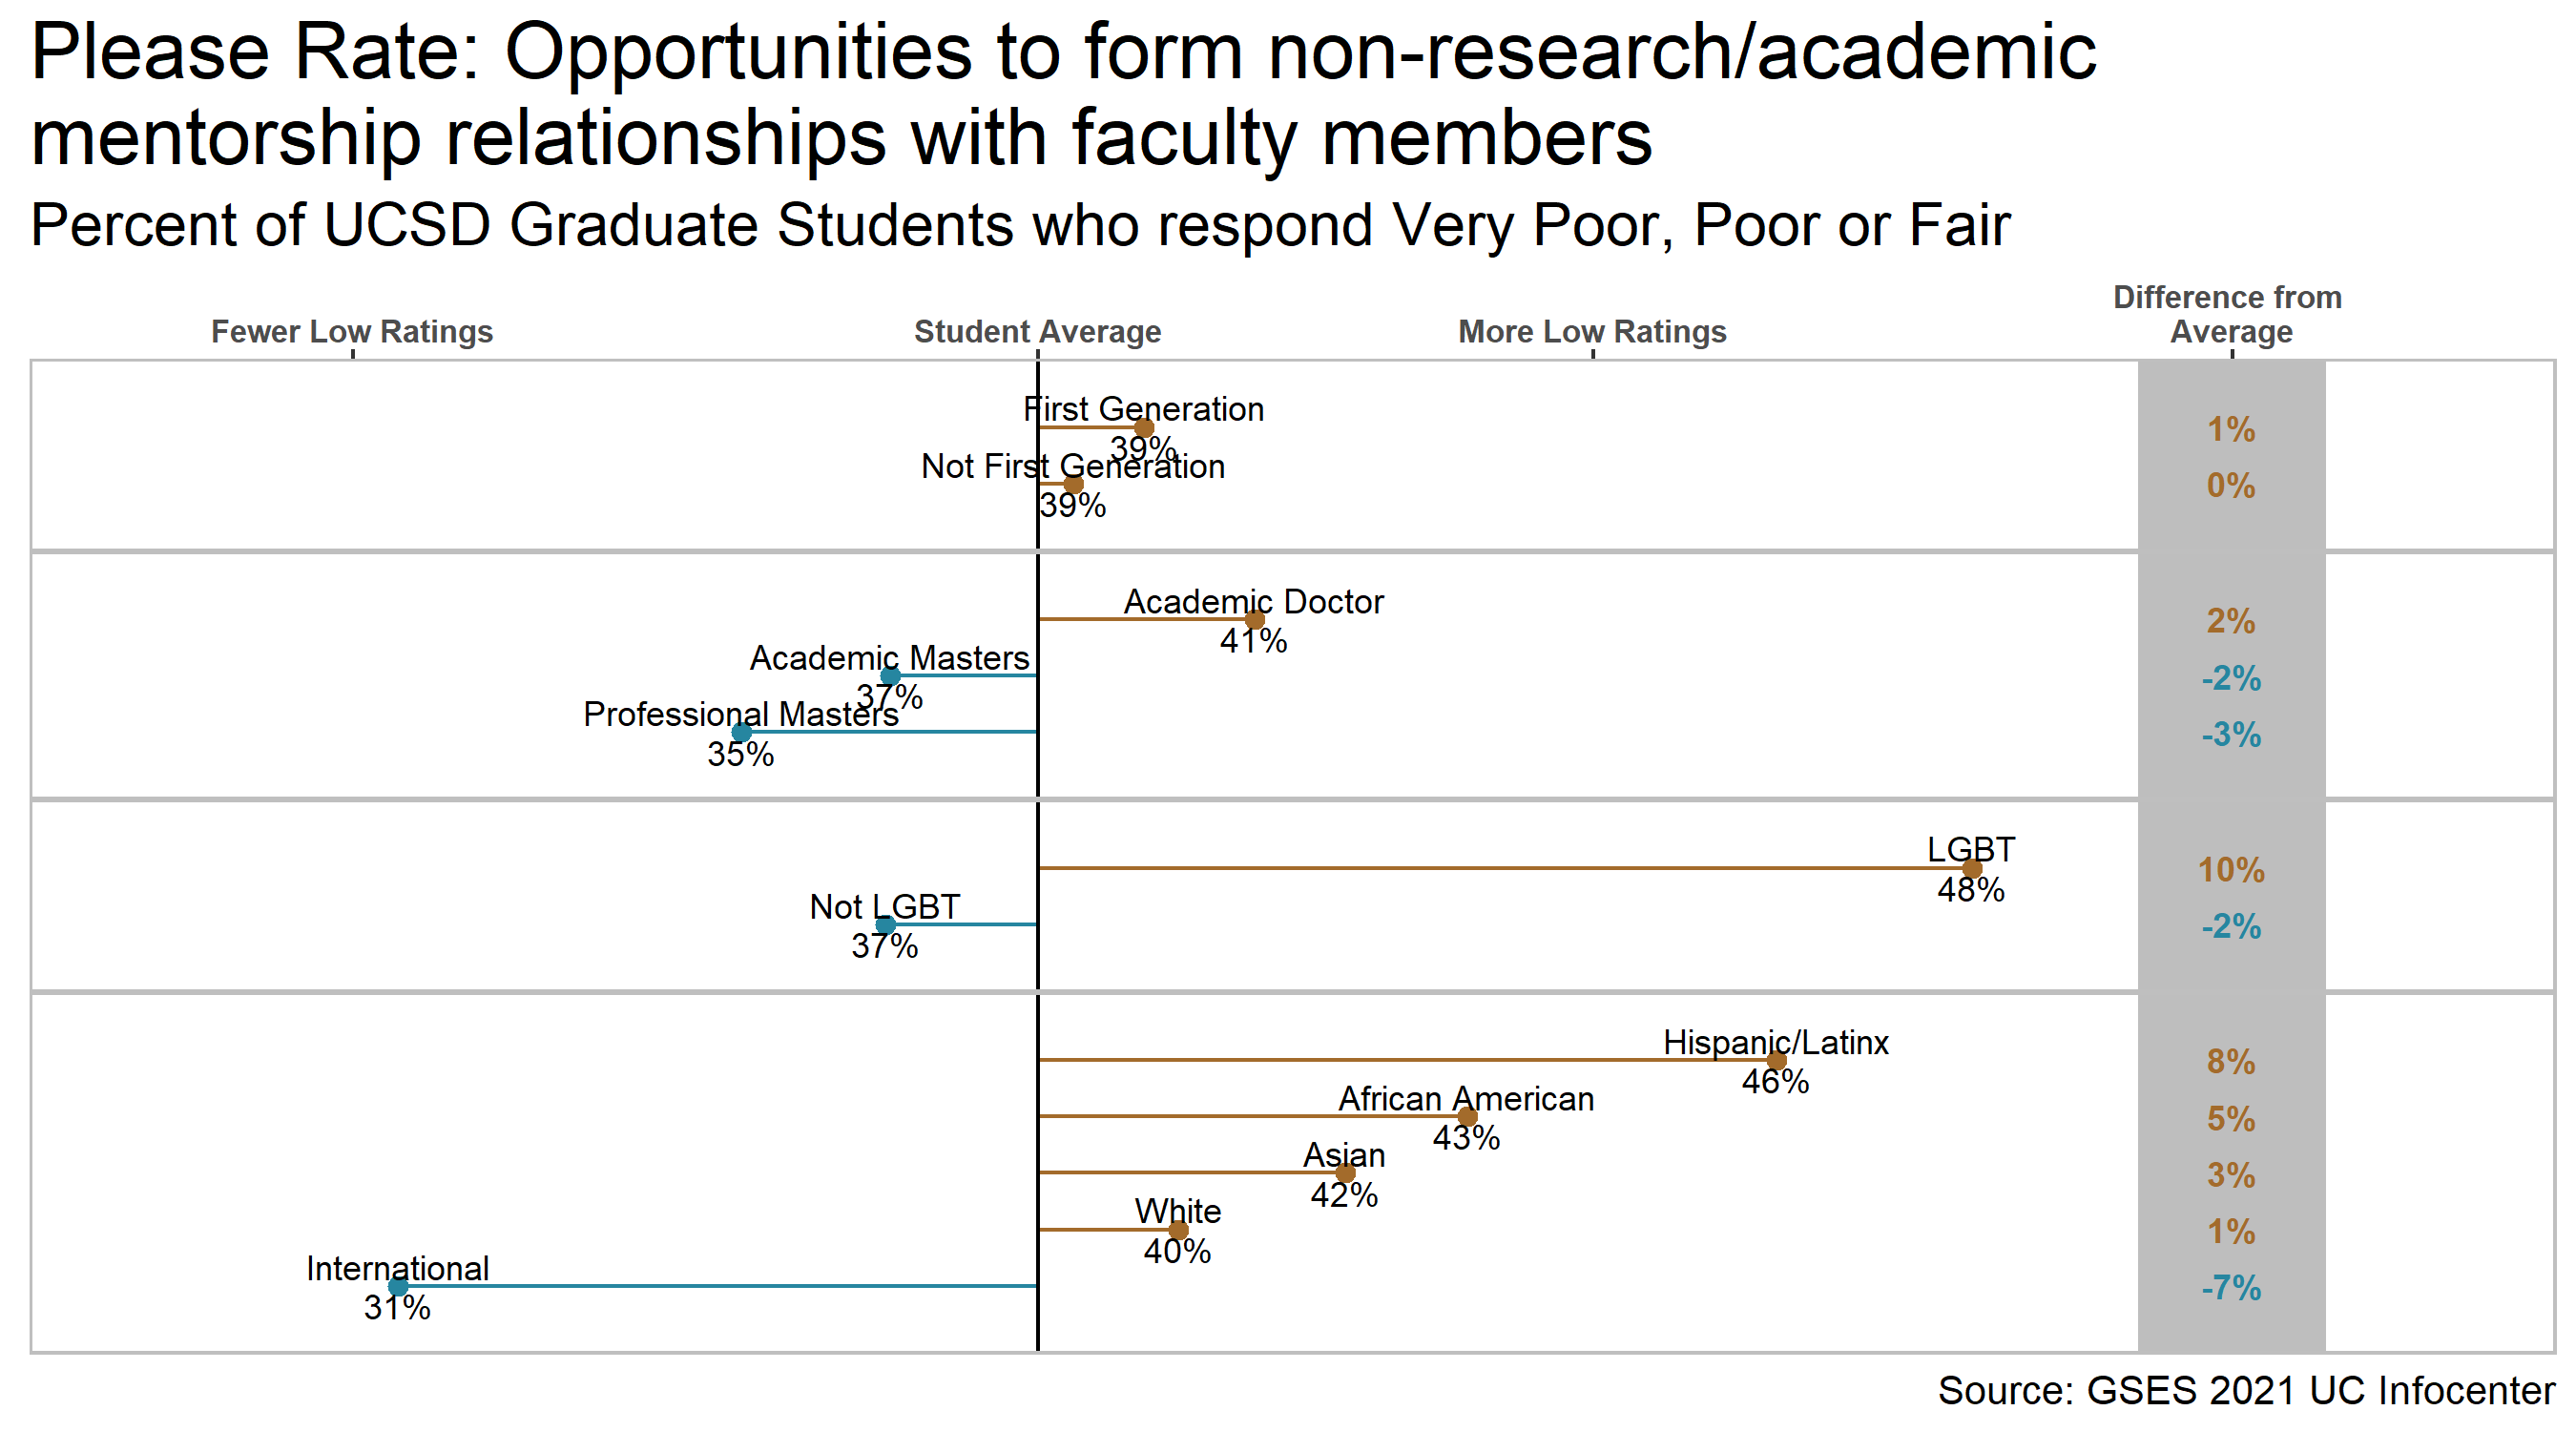 Please Rate: Opportunities to form non-research/academic
mentorship relationships with faculty members
Percent of UCSD Graduate Students who respond Very Poor, Poor or Fair
Fewer Low Ratings
Student Average
More Low Ratings
Difference from
Average
First Generation
39%
1%
Not First Generation
39%
0%
Academic Doctor
41%
2%
Academic Masters
37%
-2%
Professional Masters
35%
-3%
LGBT
48%
10%
Not LGBT
37%
-2%
Hispanic/Latinx
46%
8%
African American
43%
5%
Asian
42%
3%
White
40%
1%
International
31%
-7%
Source: GSES 2021 UC Infocenter